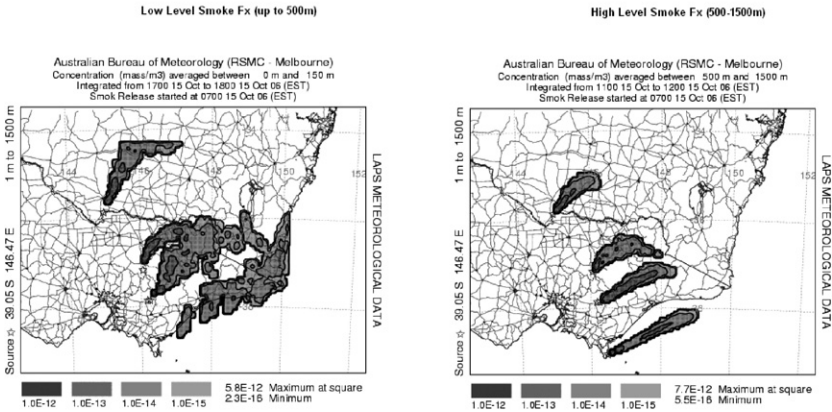 Low Level Smoke Fx (up to 500m)
Australian Bureau of Meteorology (RSMC - Melbourne)
Concentration (mass/m3) averaged between 0 m and 150 m
Integrated from 1700 15 Oct to 1800 15 Oct 06 (EST)
Smok Release started at 0700 15 Oct 06 (EST)
Source ☆ 39.05 S 146.47 E 1 m to 1500 m
144
146
148
150
152
LAPS METEOROLOGICAL DATA
1.0E-12 1.0E-13 1.0E-14 1.0E-15
5.8E-12 Maximum at square
2.3E-16 Minimum
High Level Smoke Fx (500-1500m)
Australian Bureau of Meteorology (RSMC - Melbourne)
Concentration (mass/m3) averaged between 500 m and 1500 m
Integrated from 1100 15 Oct to 1200 15 Oct 06 (EST)
Smok Release started at 0700 15 Oct 06 (EST)
Source ☆ 39.05 S 146.47 E 1 m to 1500 m
144
148
150
152
LAPS METEOROLOGICAL DATA
1.0E-12 1.0E-13 1.0E-14 1.0E-15
7.7E-12 Maximum at square
5.5E-16 Minimum